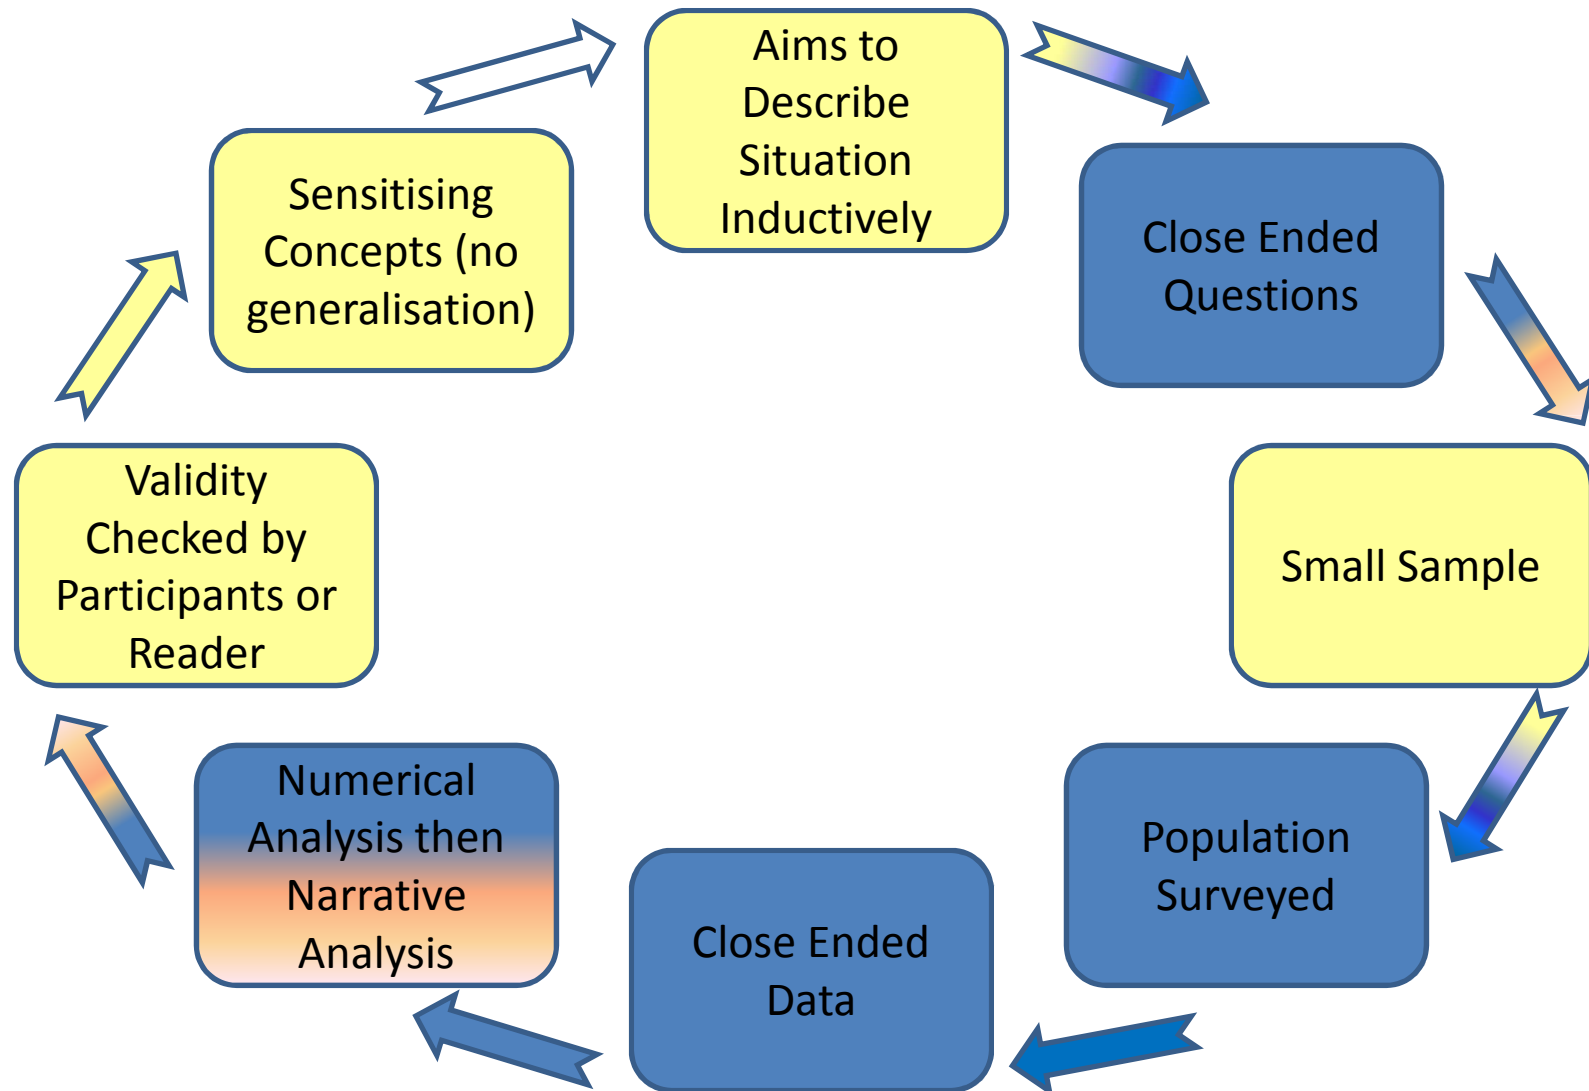 Aims to
Describe
Situation
Inductively
Close Ended
Questions
Small Sample
Population
Surveyed
Close Ended
Data
Numerical
Analysis then
Narrative
Analysis
Validity
Checked by
Participants or
Reader
Sensitising
Concepts (no
generalisation)